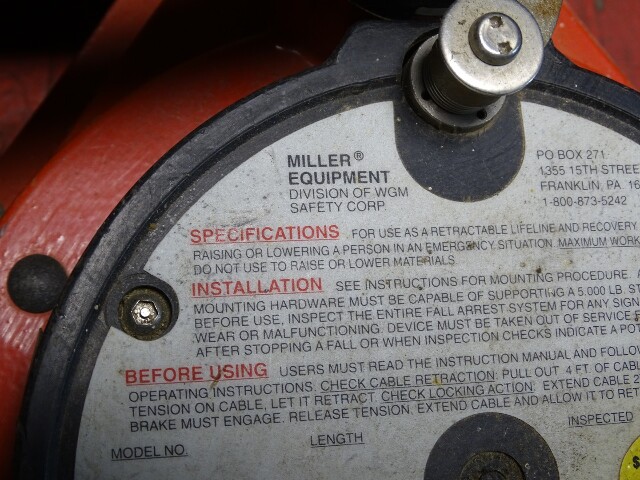 MILLER®
EQUIPMENT
DIVISION OF WGM
SAFETY CORP.
PO BOX 271
1355 15TH STREE
FRANKLIN, PA. 16
1-800-873-5242
SPECIFICATIONS FOR USE AS A RETRACTABLE LIFELINE AND RECOVERY
RAISING OR LOWERING A PERSON IN AN EMERGENCY SITUATION. MAXIMUM WORK
DO NOT USE TO RAISE OR LOWER MATERIALS.
INSTALLATION SEE INSTRUCTIONS FOR MOUNTING PROCEDURE.
MOUNTING HARDWARE MUST BE CAPABLE OF SUPPORTING A 5,000 LB. ST
BEFORE USE, INSPECT THE ENTIRE FALL ARREST SYSTEM FOR ANY SIGN
WEAR OR MALFUNCTIONING. DEVICE MUST BE TAKEN OUT OF SERVICE
AFTER STOPPING A FALL OR WHEN INSPECTION CHECKS INDICATE A POT
BEFORE USING USERS MUST READ THE INSTRUCTION MANUAL AND FOLLOW
OPERATING INSTRUCTIONS. CHECK CABLE RETRACTION: PULL OUT 4 FT. OF CABL
TENSION ON CABLE, LET IT RETRACT. CHECK LOCKING ACTION: EXTEND CABLE 2
BRAKE MUST ENGAGE. RELEASE TENSION. EXTEND CABLE AND ALLOW IT TO RET
MODEL NO. LENGTH INSPECTED